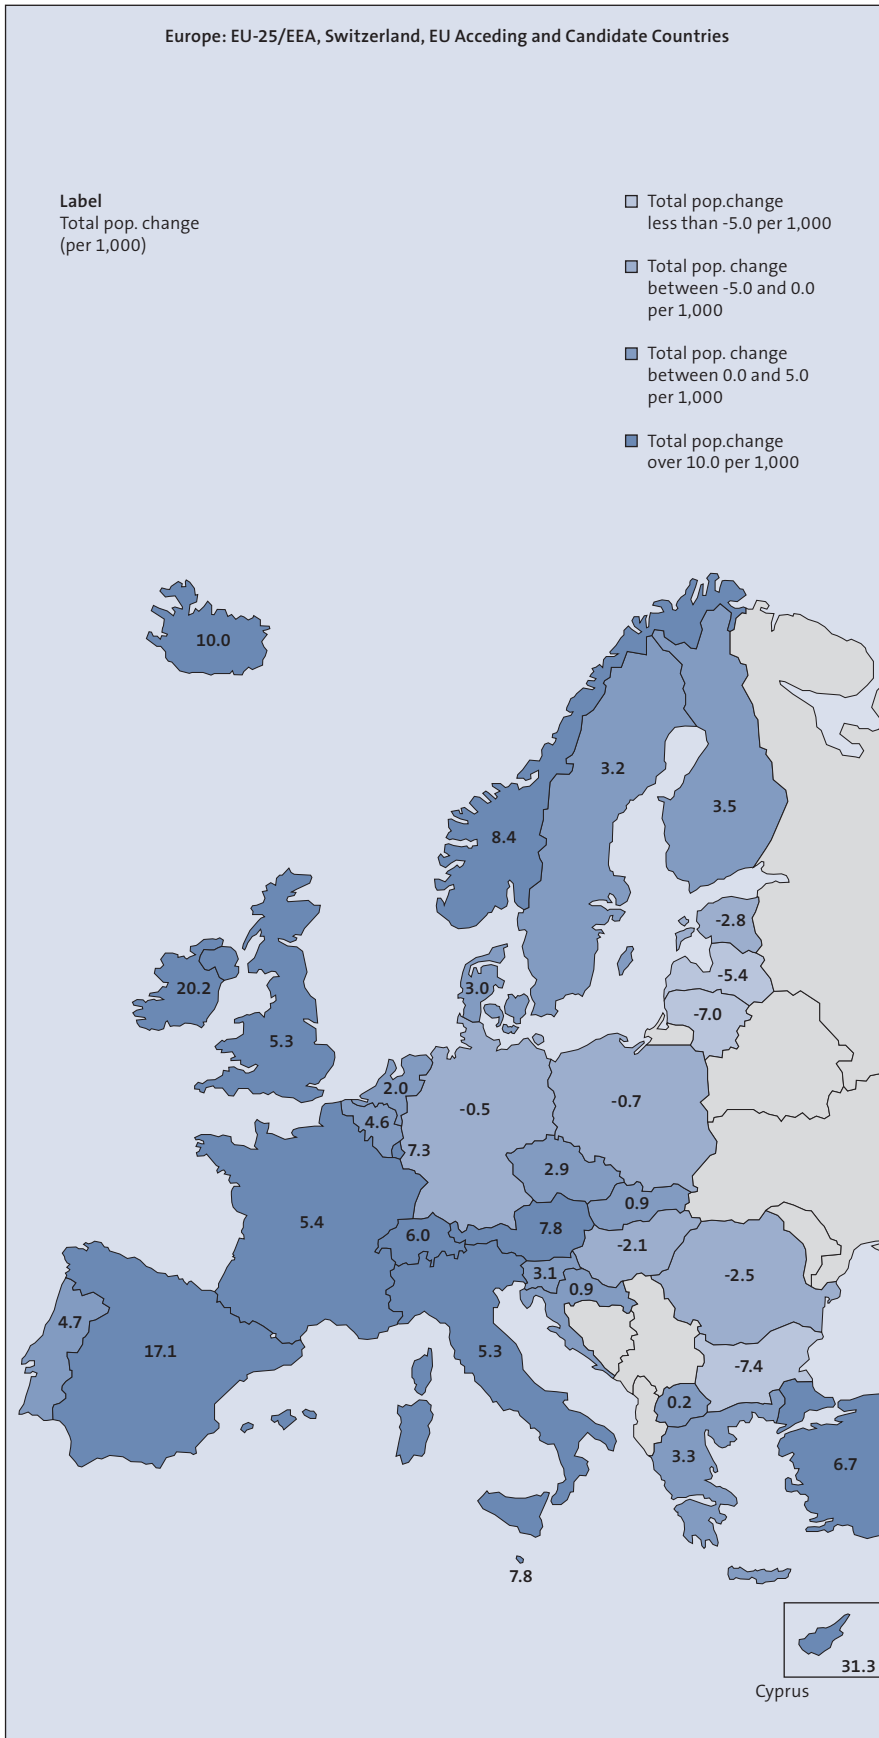 Europe: EU-25/EEA, Switzerland, EU Acceding and Candidate Countries
Label
Total pop. change
(per 1,000)
Total pop.change
less than -5.0 per 1,000
Total pop. change
between -5.0 and 0.0
per 1,000
Total pop. change
between 0.0 and 5.0
per 1,000
Total pop.change
over 10.0 per 1,000
10.0
3.2
3.5
8.4
-2.8
-5.4
20.2
3.0
-7.0
5.3
2.0
-0.5
-0.7
4.6
7.3
2.9
0.9
5.4
7.8
6.0
-2.1
3.1
-2.5
0.9
4.7
17.1
5.3
-7.4
0.2
3.3
6.7
7.8
31.3
Cyprus